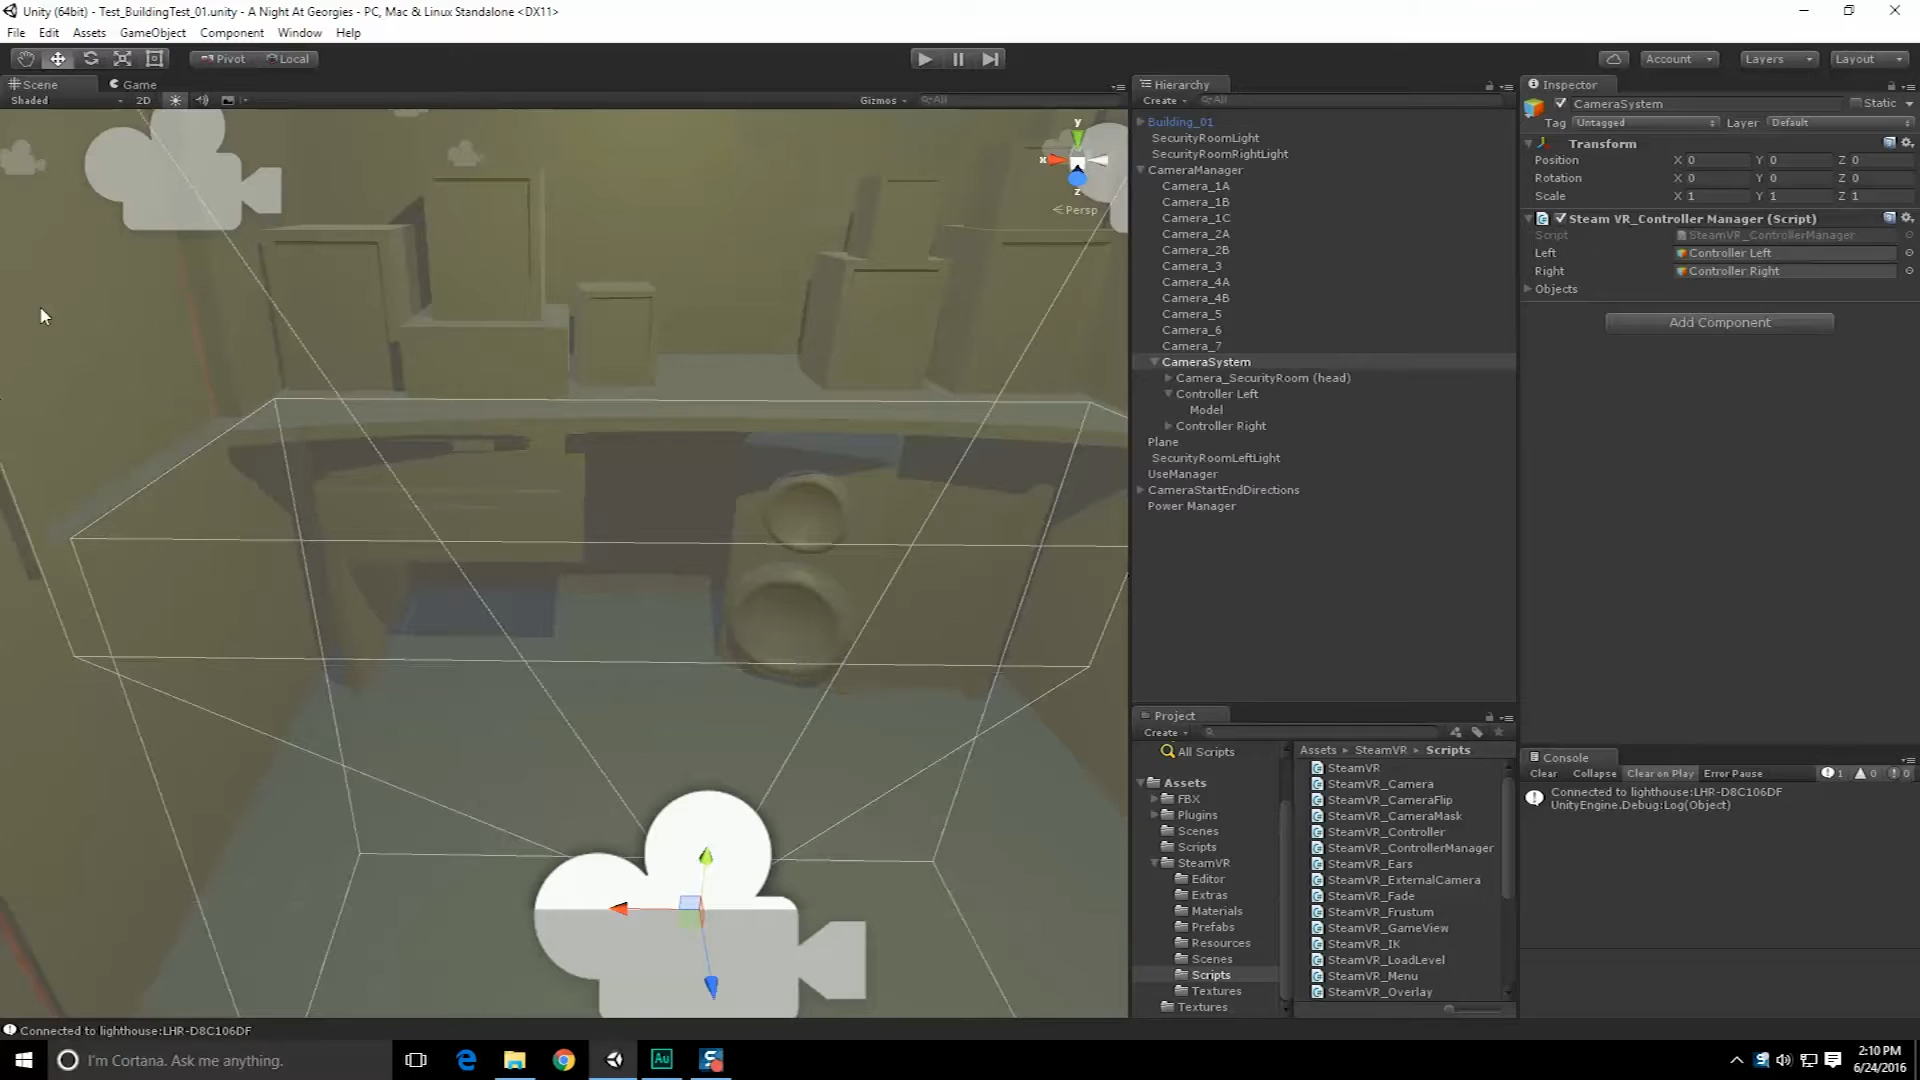 Unity (64bit) - Test_BuildingTest_01.unity - A Night At Georgies - PC, Mac & Linux Standalone <DX11>
File Edit Assets GameObject Component Window Help
Pivot Local
Account Layers Layout
Scene Game
Shaded 2D Gizmos All
y
x
z
Persp
Hierarchy
Create All
Building_01
SecurityRoomLight
SecurityRoomRightLight
CameraManager
Camera_1A
Camera_1B
Camera_1C
Camera_2A
Camera_2B
Camera_3
Camera_4A
Camera_4B
Camera_5
Camera_6
Camera_7
CameraSystem
Camera_SecurityRoom (head)
Controller Left
Model
Controller Right
Plane
SecurityRoomLeftLight
UseManager
CameraStartEndDirections
Power Manager
Inspector
CameraSystem Static
Tag Untagged Layer Default
Transform
Position X 0 Y 0 Z 0
Rotation X 0 Y 0 Z 0
Scale X 1 Y 1 Z 1
Steam VR_Controller Manager (Script)
Script SteamVR_ControllerManager
Left Controller Left
Right Controller Right
Objects
Add Component
Project
Create
All Scripts
Assets
FBX
Plugins
Scenes
Scripts
SteamVR
Editor
Extras
Materials
Prefabs
Resources
Scenes
Scripts
Textures
Textures
Assets SteamVR Scripts
SteamVR
SteamVR_Camera
SteamVR_CameraFlip
SteamVR_CameraMask
SteamVR_Controller
SteamVR_ControllerManager
SteamVR_Ears
SteamVR_ExternalCamera
SteamVR_Fade
SteamVR_Frustum
SteamVR_GameView
SteamVR_IK
SteamVR_LoadLevel
SteamVR_Menu
SteamVR_Overlay
Console
Clear Collapse Clear on Play Error Pause 1 0 0
Connected to lighthouse:LHR-D8C106DF
UnityEngine.Debug:Log(Object)
Connected to lighthouse:LHR-D8C106DF
I'm Cortana. Ask me anything.
Au
2:10 PM
6/24/2016